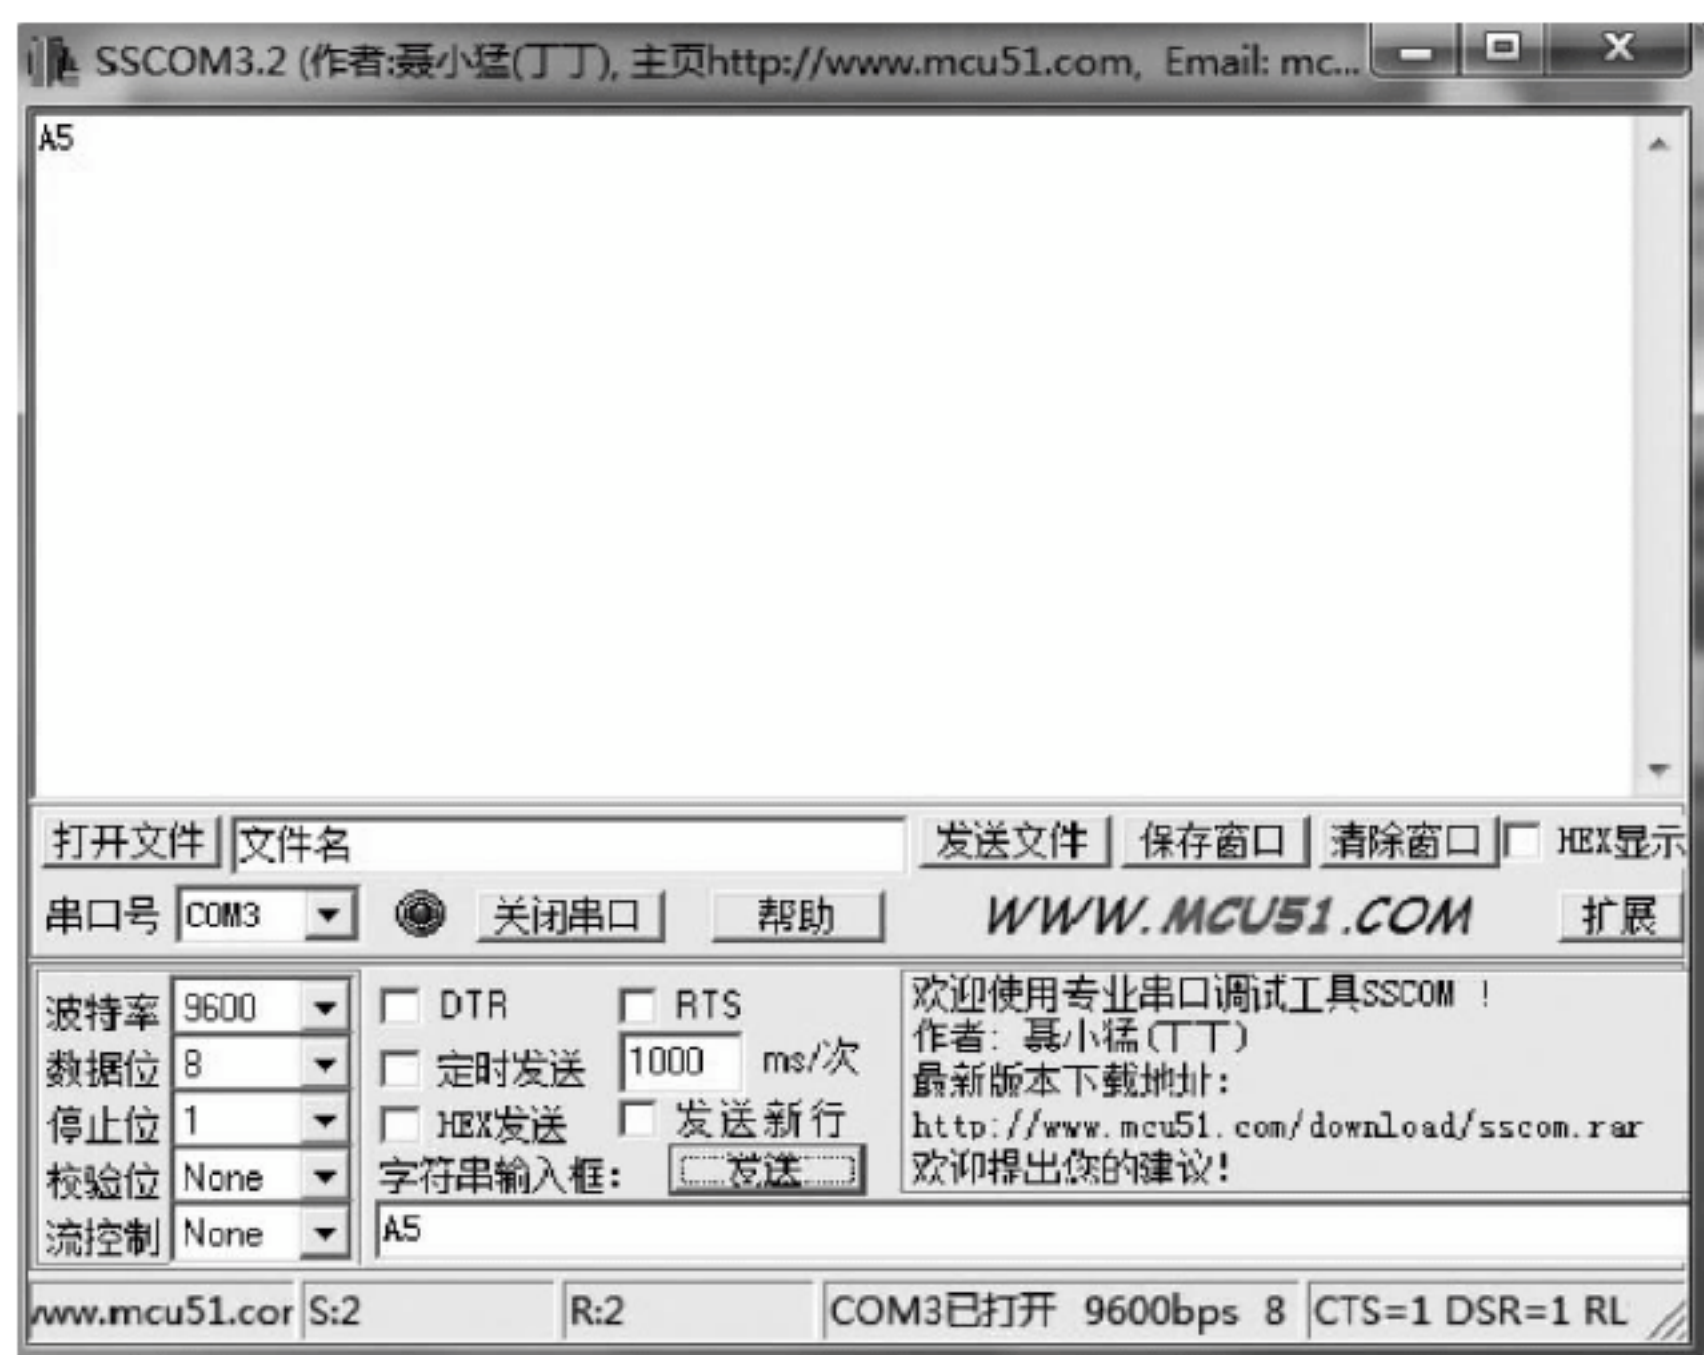 SSCOM3.2 (作者:聂小猛(丁丁), 主页http://www.mcu51.com, Email: mc...
A5
打开文件 文件名 发送文件 保存窗口 清除窗口 HEX显示
串口号 COM3 关闭串口 帮助 WWW.MCU51.COM 扩展
波特率 9600 DTR RTS
数据位 8 定时发送 1000 ms/次
停止位 1 HEX发送 发送新行
校验位 None 字符串输入框: 发送
流控制 None A5
欢迎使用专业串口调试工具SSCOM !
作者: 聂小猛(丁丁)
最新版本下载地址:
http://www.mcu51.com/download/sscom.rar
欢迎提出您的建议!
www.mcu51.cor S:2 R:2 COM3已打开 9600bps 8 CTS=1 DSR=1 RL